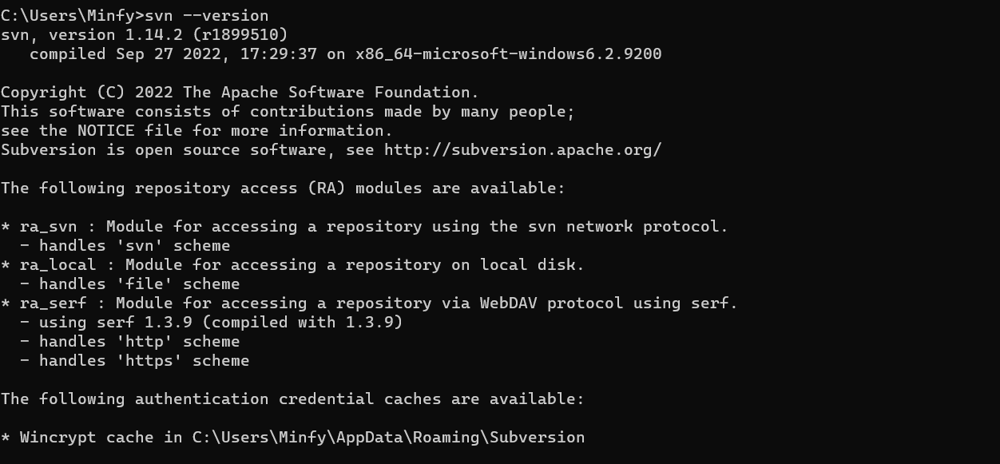 C:\Users\Minfy>svn --version
svn, version 1.14.2 (r1899510)
   compiled Sep 27 2022, 17:29:37 on x86_64-microsoft-windows6.2.9200

Copyright (C) 2022 The Apache Software Foundation.
This software consists of contributions made by many people;
see the NOTICE file for more information.
Subversion is open source software, see http://subversion.apache.org/

The following repository access (RA) modules are available:

* ra_svn : Module for accessing a repository using the svn network protocol.
  - handles 'svn' scheme
* ra_local : Module for accessing a repository on local disk.
  - handles 'file' scheme
* ra_serf : Module for accessing a repository via WebDAV protocol using serf.
  - using serf 1.3.9 (compiled with 1.3.9)
  - handles 'http' scheme
  - handles 'https' scheme

The following authentication credential caches are available:

* Wincrypt cache in C:\Users\Minfy\AppData\Roaming\Subversion